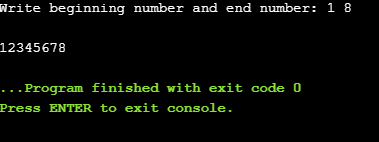 Write beginning number and end number: 1 8
12345678
...Program finished with exit code 0
Press ENTER to exit console.